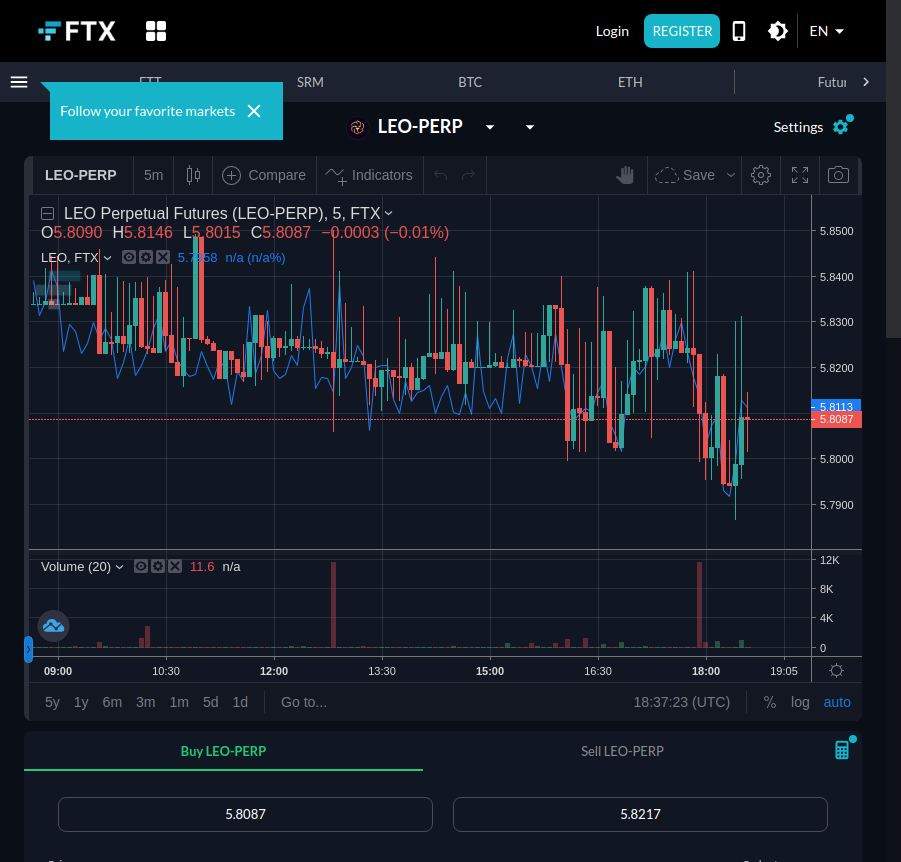 FTX
Login
REGISTER
EN
FTT
SRM
BTC
ETH
Futur
Follow your favorite markets
LEO-PERP
Settings
LEO-PERP
5m
Compare
Indicators
Save
LEO Perpetual Futures (LEO-PERP), 5, FTX
O5.8090 H5.8146 L5.8015 C5.8087 −0.0003 (−0.01%)
LEO, FTX
n/a (n/a%)
5.8500
5.8400
5.8300
5.8200
5.8113
5.8087
5.8000
5.7900
Volume (20)
11.6 n/a
12K
8K
4K
0
09:00 10:30 12:00 13:30 15:00 16:30 18:00 19:05
5y 1y 6m 3m 1m 5d 1d Go to...
18:37:23 (UTC) % log auto
Buy LEO-PERP
Sell LEO-PERP
5.8087
5.8217